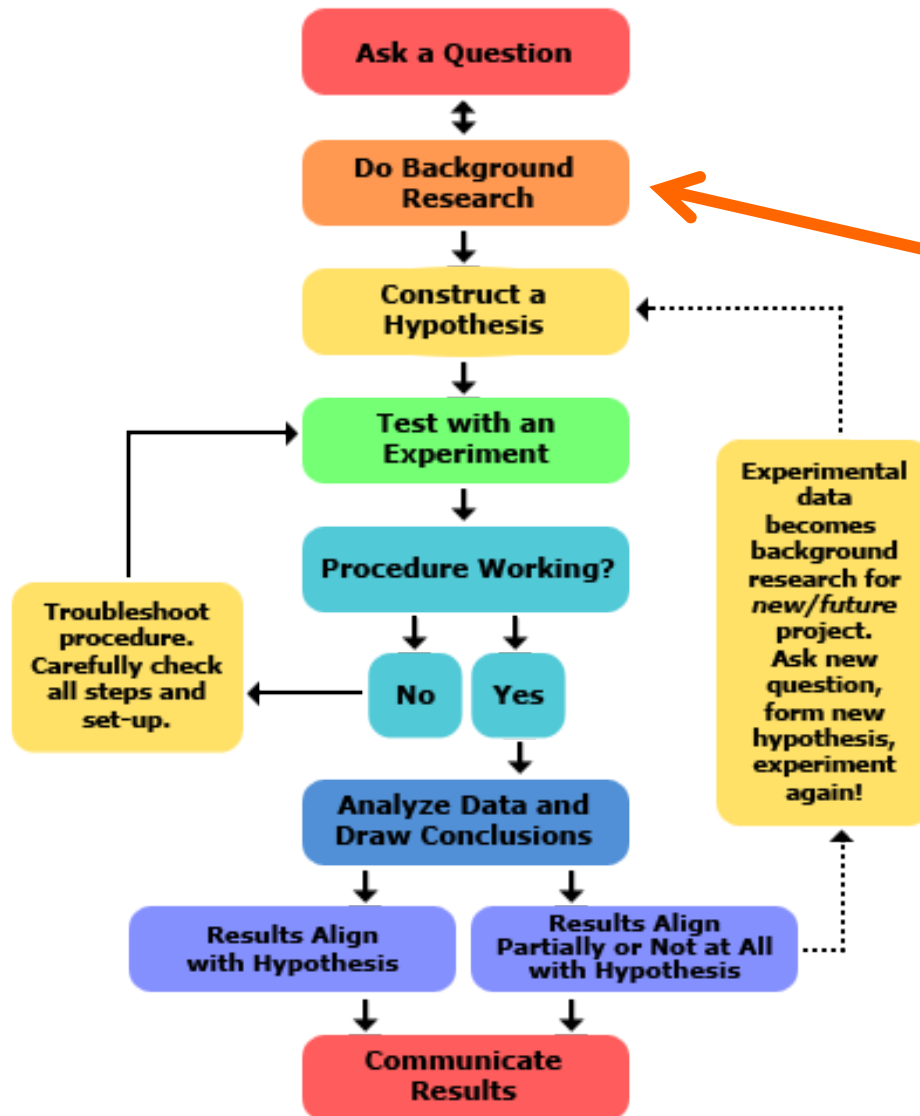 Ask a Question
Do Background
Research
Construct a
Hypothesis
Test with an
Experiment
Procedure Working?
No
Yes
Troubleshoot
procedure.
Carefully check
all steps and
set-up.
Experimental
data
becomes
background
research for
new/future
project.
Ask new
question,
form new
hypothesis,
experiment
again!
Analyze Data and
Draw Conclusions
Results Align
with Hypothesis
Results Align
Partially or Not at All
with Hypothesis
Communicate
Results